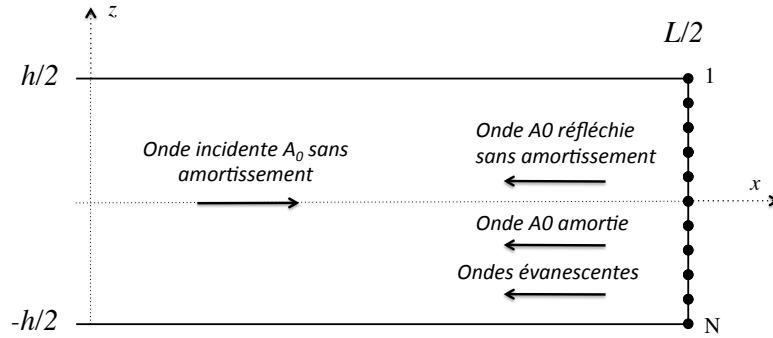 z
L/2
h/2
1
Onde incidente A₀ sans
amortissement
Onde A0 réfléchie
sans amortissement
x
Onde A0 amortie
Ondes évanescentes
-h/2
N